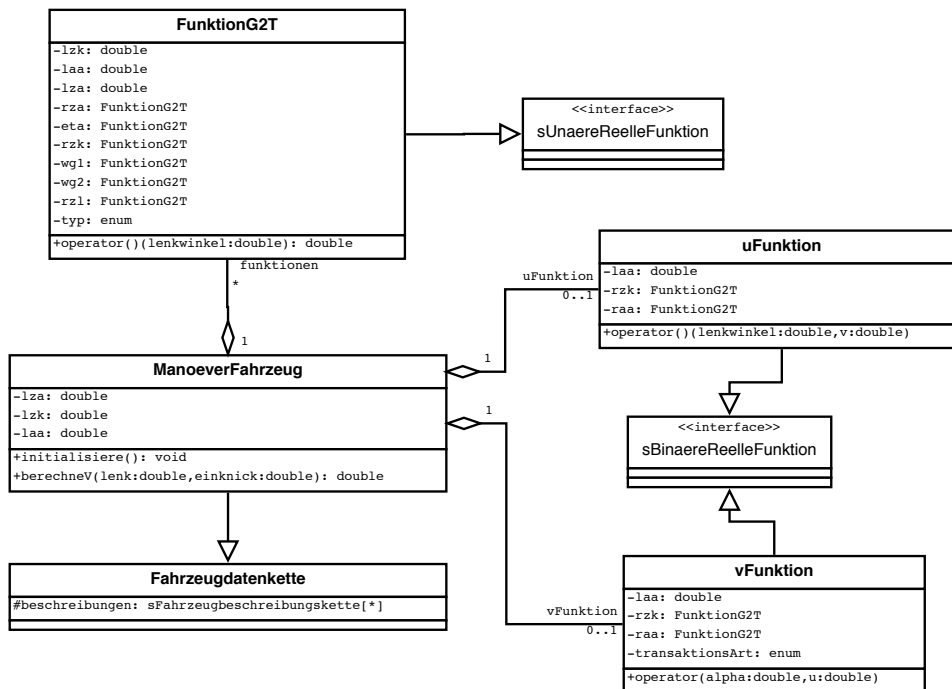 FunktionG2T
-lzk: double
-laa: double
-lza: double
-rza: FunktionG2T
-eta: FunktionG2T
-rzk: FunktionG2T
-wg1: FunktionG2T
-wg2: FunktionG2T
-rzl: FunktionG2T
-typ: enum
+operator()(lenkwinkel:double): double
<<interface>>
sUnaereReelleFunktion
funktionen
*
1
uFunktion
0..1
1
uFunktion
-laa: double
-rzk: FunktionG2T
-raa: FunktionG2T
+operator()(lenkwinkel:double,v:double)
ManoeverFahrzeug
-lza: double
-lzk: double
-laa: double
+initialisiere(): void
+berechneV(lenk:double,einknick:double): double
1
<<interface>>
sBinaereReelleFunktion
Fahrzeugdatenkette
#beschreibungen: sFahrzeugbeschreibungskette[*]
vFunktion
0..1
vFunktion
-laa: double
-rzk: FunktionG2T
-raa: FunktionG2T
-transaktionsArt: enum
+operator(alpha:double,u:double)